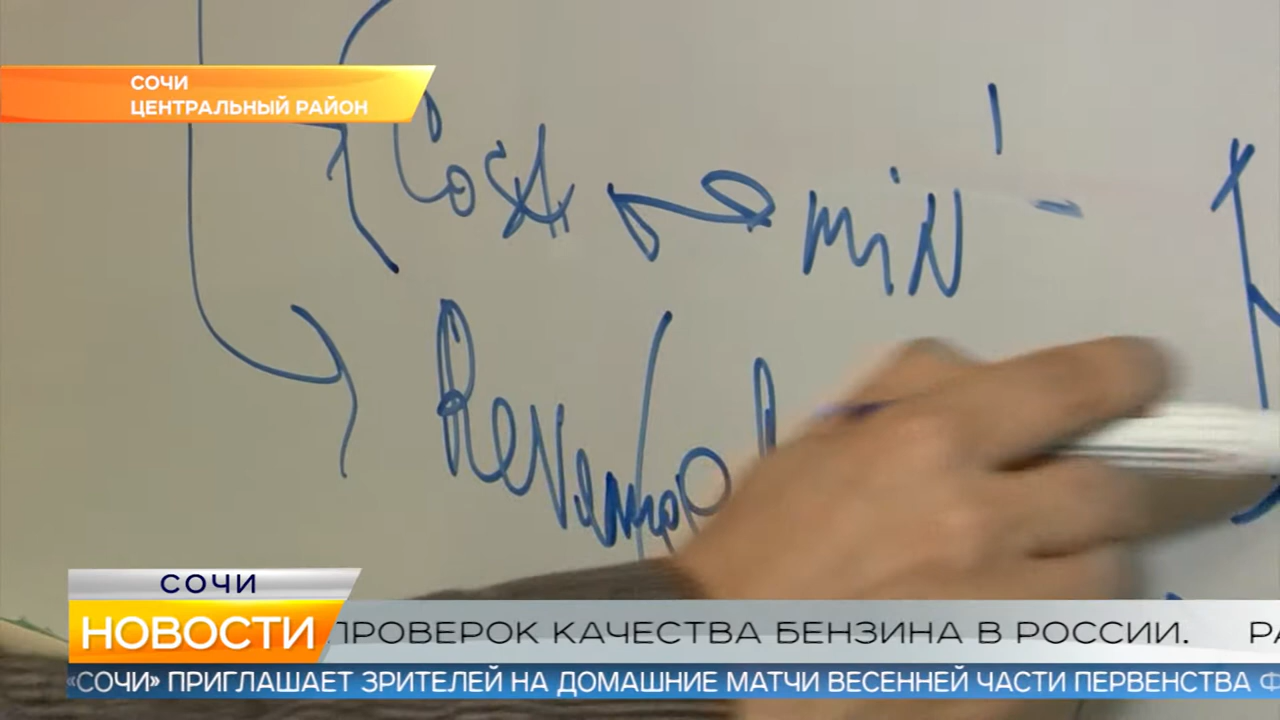 СОЧИ
ЦЕНТРАЛЬНЫЙ РАЙОН
Cost min
СОЧИ
НОВОСТИ
ПРОВЕРОК КАЧЕСТВА БЕНЗИНА В РОССИИ. РА
«СОЧИ» ПРИГЛАШАЕТ ЗРИТЕЛЕЙ НА ДОМАШНИЕ МАТЧИ ВЕСЕННЕЙ ЧАСТИ ПЕРВЕНСТВА Ф